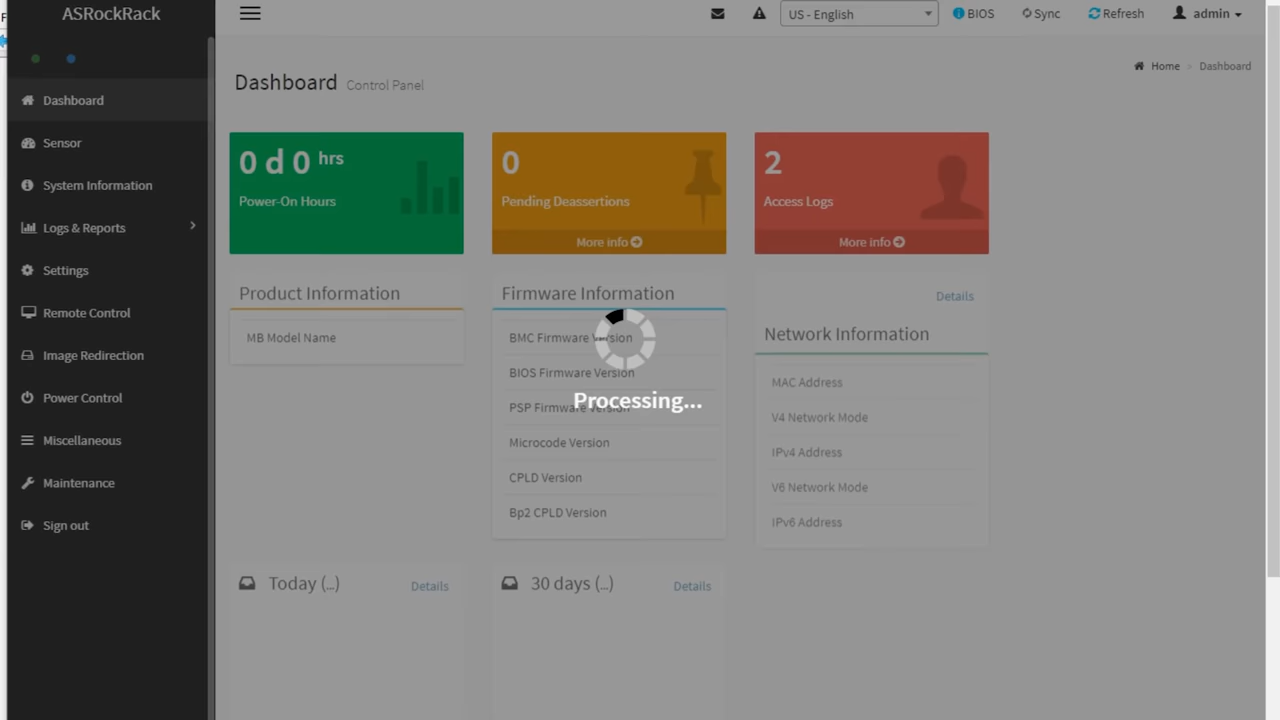 ASRockRack
US - English
BIOS
Sync
Refresh
admin
Dashboard
Sensor
System Information
Logs & Reports
Settings
Remote Control
Image Redirection
Power Control
Miscellaneous
Maintenance
Sign out
Dashboard Control Panel
Home > Dashboard
0 d 0 hrs
Power-On Hours
0
Pending Deassertions
More info
2
Access Logs
More info
Product Information
MB Model Name
Firmware Information
BMC Firmware Version
BIOS Firmware Version
PSP Firmware Version
Microcode Version
CPLD Version
Bp2 CPLD Version
Details
Network Information
MAC Address
V4 Network Mode
IPv4 Address
V6 Network Mode
IPv6 Address
Processing...
Today (...)
Details
30 days (...)
Details